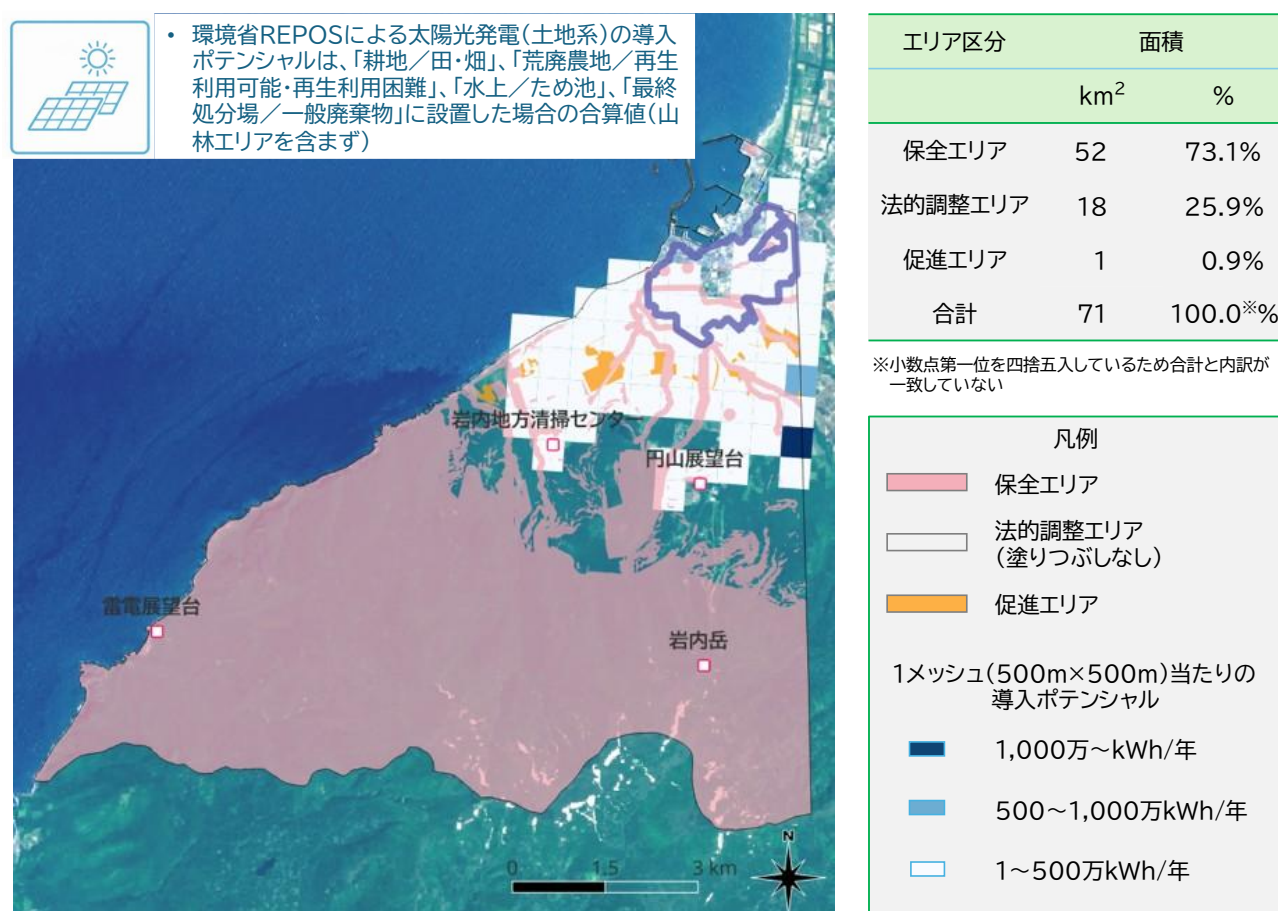 • 環境省REPOSによる太陽光発電(土地系)の導入
ポテンシャルは、「耕地／田・畑」、「荒廃農地／再生
利用可能・再生利用困難」、「水上／ため池」、「最終
処分場／一般廃棄物」に設置した場合の合算値(山
林エリアを含まず)
岩内地方清掃センター
円山展望台
雷電展望台
岩内岳
0 1.5 3 km
N
エリア区分 面積
km² %
保全エリア 52 73.1%
法的調整エリア 18 25.9%
促進エリア 1 0.9%
合計 71 100.0※%
※小数点第一位を四捨五入しているため合計と内訳が
一致していない
凡例
保全エリア
法的調整エリア
(塗りつぶしなし)
促進エリア
1メッシュ(500m×500m)当たりの
導入ポテンシャル
1,000万～kWh/年
500～1,000万kWh/年
1～500万kWh/年